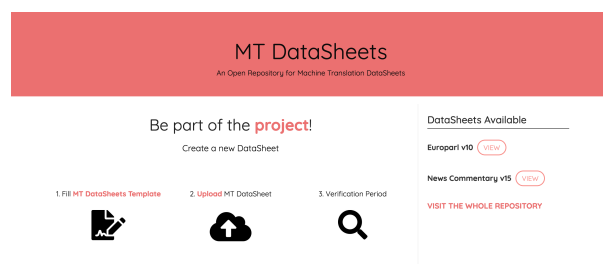 MT DataSheets
An Open Repository for Machine Translation DataSheets
Be part of the project!
Create a new DataSheet
1. Fill MT DataSheets Template
2. Upload MT DataSheet
3. Verification Period
DataSheets Available
Europarl v10 VIEW
News Commentary v15 VIEW
VISIT THE WHOLE REPOSITORY